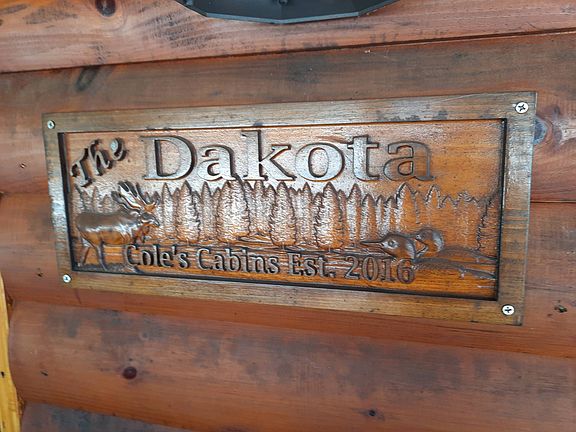 The Dakota
Cole's Cabins Est. 2016